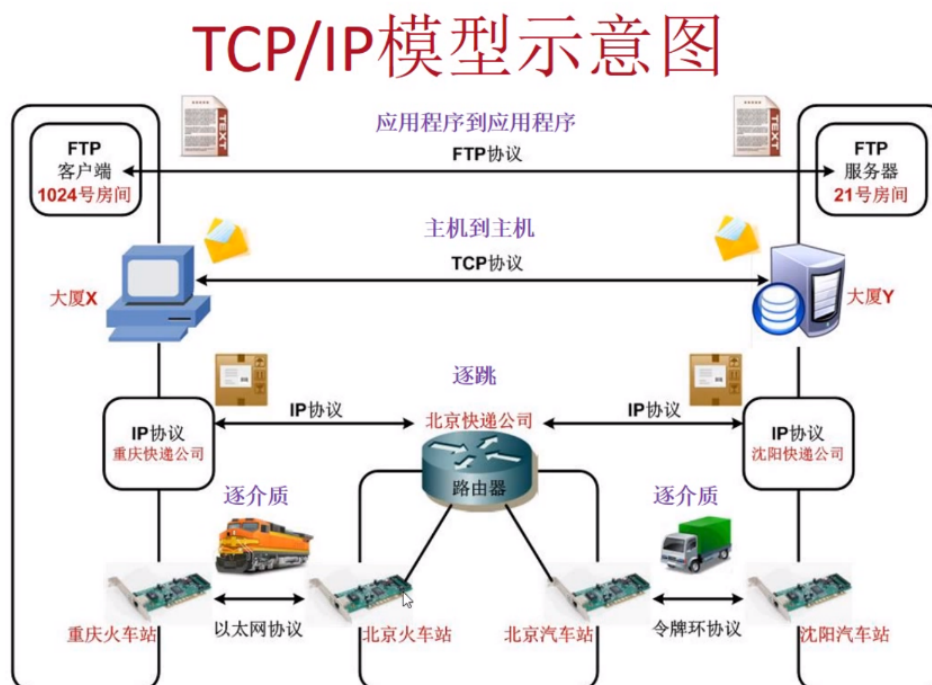 TCP/IP模型示意图
TEXT
应用程序到应用程序
TEXT
FTP
客户端
1024号房间
FTP协议
FTP
服务器
21号房间
主机到主机
TCP协议
大厦X
大厦Y
逐跳
IP协议
北京快递公司
IP协议
IP协议
重庆快递公司
IP协议
沈阳快递公司
路由器
逐介质
逐介质
重庆火车站
以太网协议
北京火车站
北京汽车站
令牌环协议
沈阳汽车站